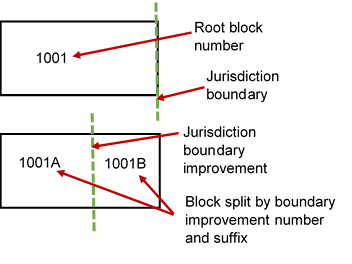 Root block
number
1001
Jurisdiction
boundary
Jurisdiction
boundary
improvement
1001A
1001B
Block split by boundary
improvement number
and suffix